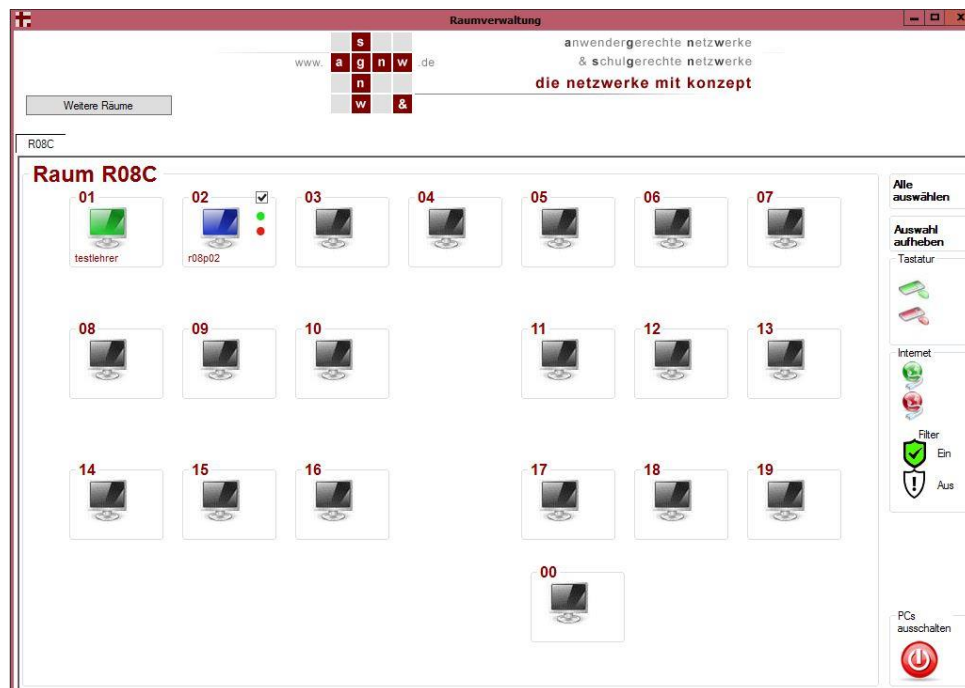 Raumverwaltung
s
www. a g n w .de
n
w &
anwendergerechte netzwerke
& schulgerechte netzwerke
die netzwerke mit konzept
Weitere Räume
R08C
Raum R08C
01 02 03 04 05 06 07
testlehrer r08p02
08 09 10 11 12 13
14 15 16 17 18 19
00
Alle
auswählen
Auswahl
aufheben
Tastatur
Internet
Filter
Ein
Aus
PCs
ausschalten